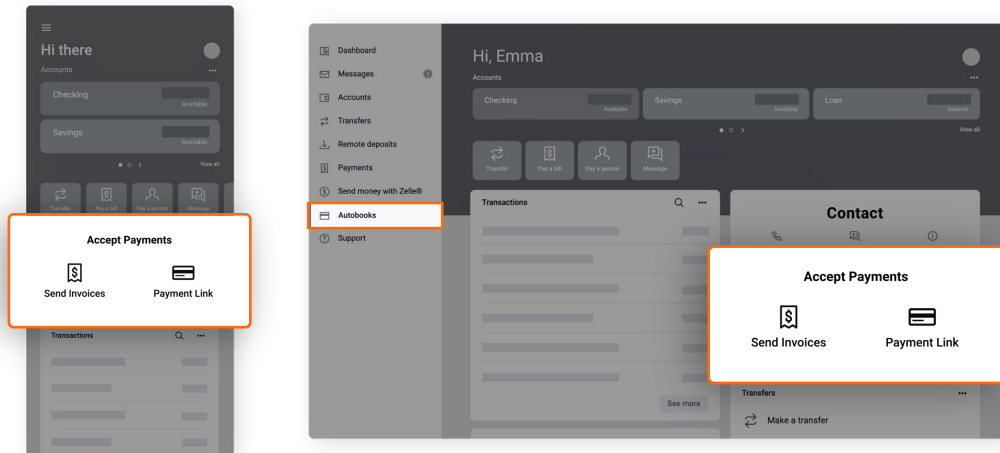 Hi there
Accounts
Checking
Available
Savings
Available
View all
Transfer
Pay a bill
Pay a person
Message
Accept Payments
Send Invoices
Payment Link
Transactions
Dashboard
Messages
Accounts
Transfers
Remote deposits
Payments
Send money with Zelle®
Autobooks
Support
Hi, Emma
Accounts
Checking
Available
Savings
Available
Loan
Balance
View all
Transfer
Pay a bill
Pay a person
Message
Transactions
See more
Contact
Accept Payments
Send Invoices
Payment Link
Transfers
Make a transfer